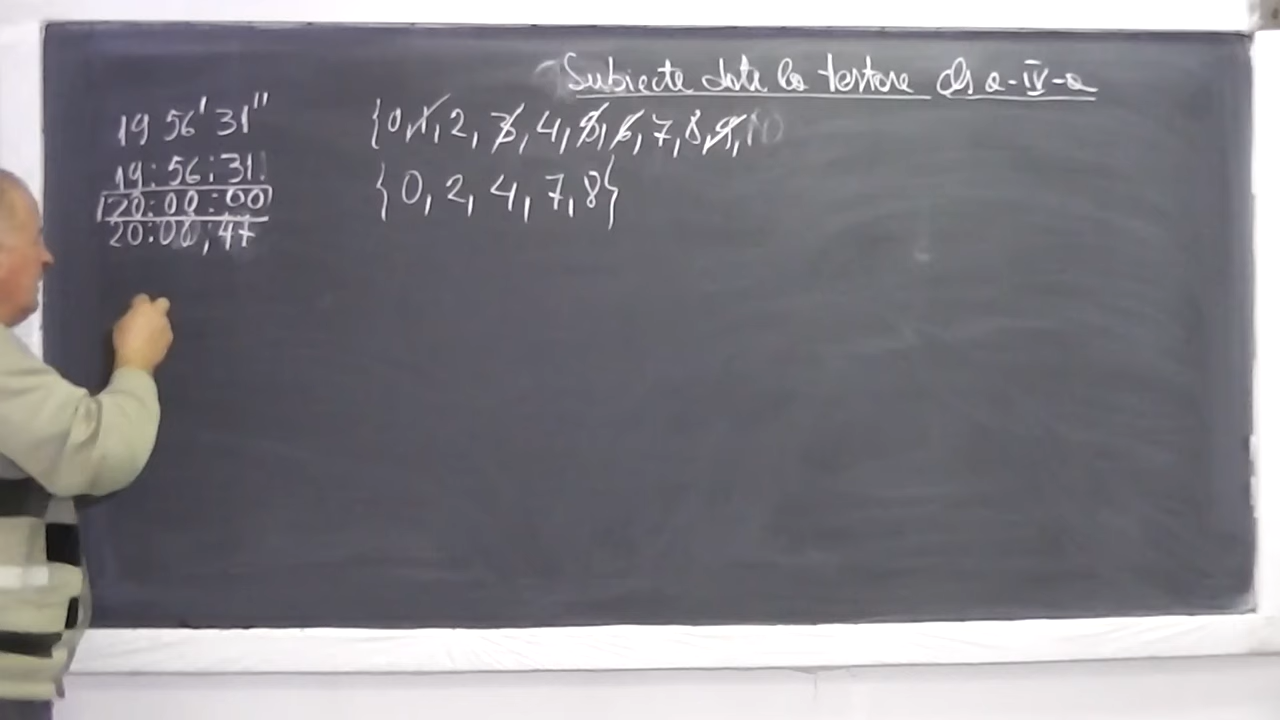 Subiecte date la testare cls a-IV-a
19 56' 31''
19:56:31
20:00:00
20:00:47
{0, 1, 2, 3, 4, 5, 6, 7, 8, 9, 10
{0, 2, 4, 7, 8}